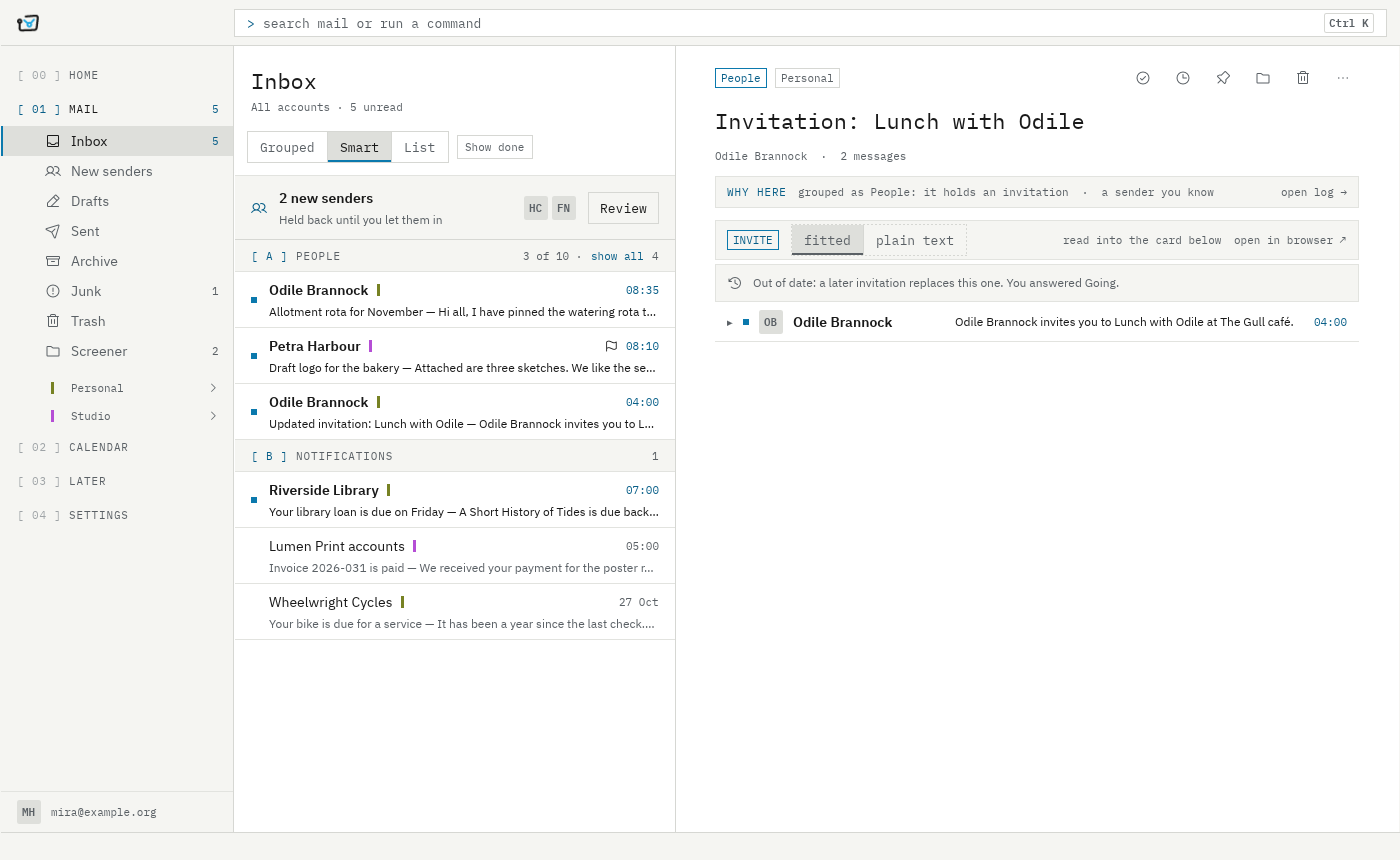 > search mail or run a command
Ctrl K
[ 00 ] HOME
[ 01 ] MAIL 5
Inbox 5
New senders
Drafts
Sent
Archive
Junk 1
Trash
Screener 2
Personal
Studio
[ 02 ] CALENDAR
[ 03 ] LATER
[ 04 ] SETTINGS
MH mira@example.org
Inbox
All accounts · 5 unread
Grouped Smart List Show done
2 new senders
Held back until you let them in
HC FN Review
[ A ] PEOPLE 3 of 10 · show all 4
Odile Brannock 08:35
Allotment rota for November — Hi all, I have pinned the watering rota t…
Petra Harbour 08:10
Draft logo for the bakery — Attached are three sketches. We like the se…
Odile Brannock 04:00
Updated invitation: Lunch with Odile — Odile Brannock invites you to L…
[ B ] NOTIFICATIONS 1
Riverside Library 07:00
Your library loan is due on Friday — A Short History of Tides is due back…
Lumen Print accounts 05:00
Invoice 2026-031 is paid — We received your payment for the poster r…
Wheelwright Cycles 27 Oct
Your bike is due for a service — It has been a year since the last check.…
People Personal
Invitation: Lunch with Odile
Odile Brannock · 2 messages
WHY HERE grouped as People: it holds an invitation · a sender you know open log →
INVITE fitted plain text read into the card below open in browser ↗
Out of date: a later invitation replaces this one. You answered Going.
▸ OB Odile Brannock Odile Brannock invites you to Lunch with Odile at The Gull café. 04:00